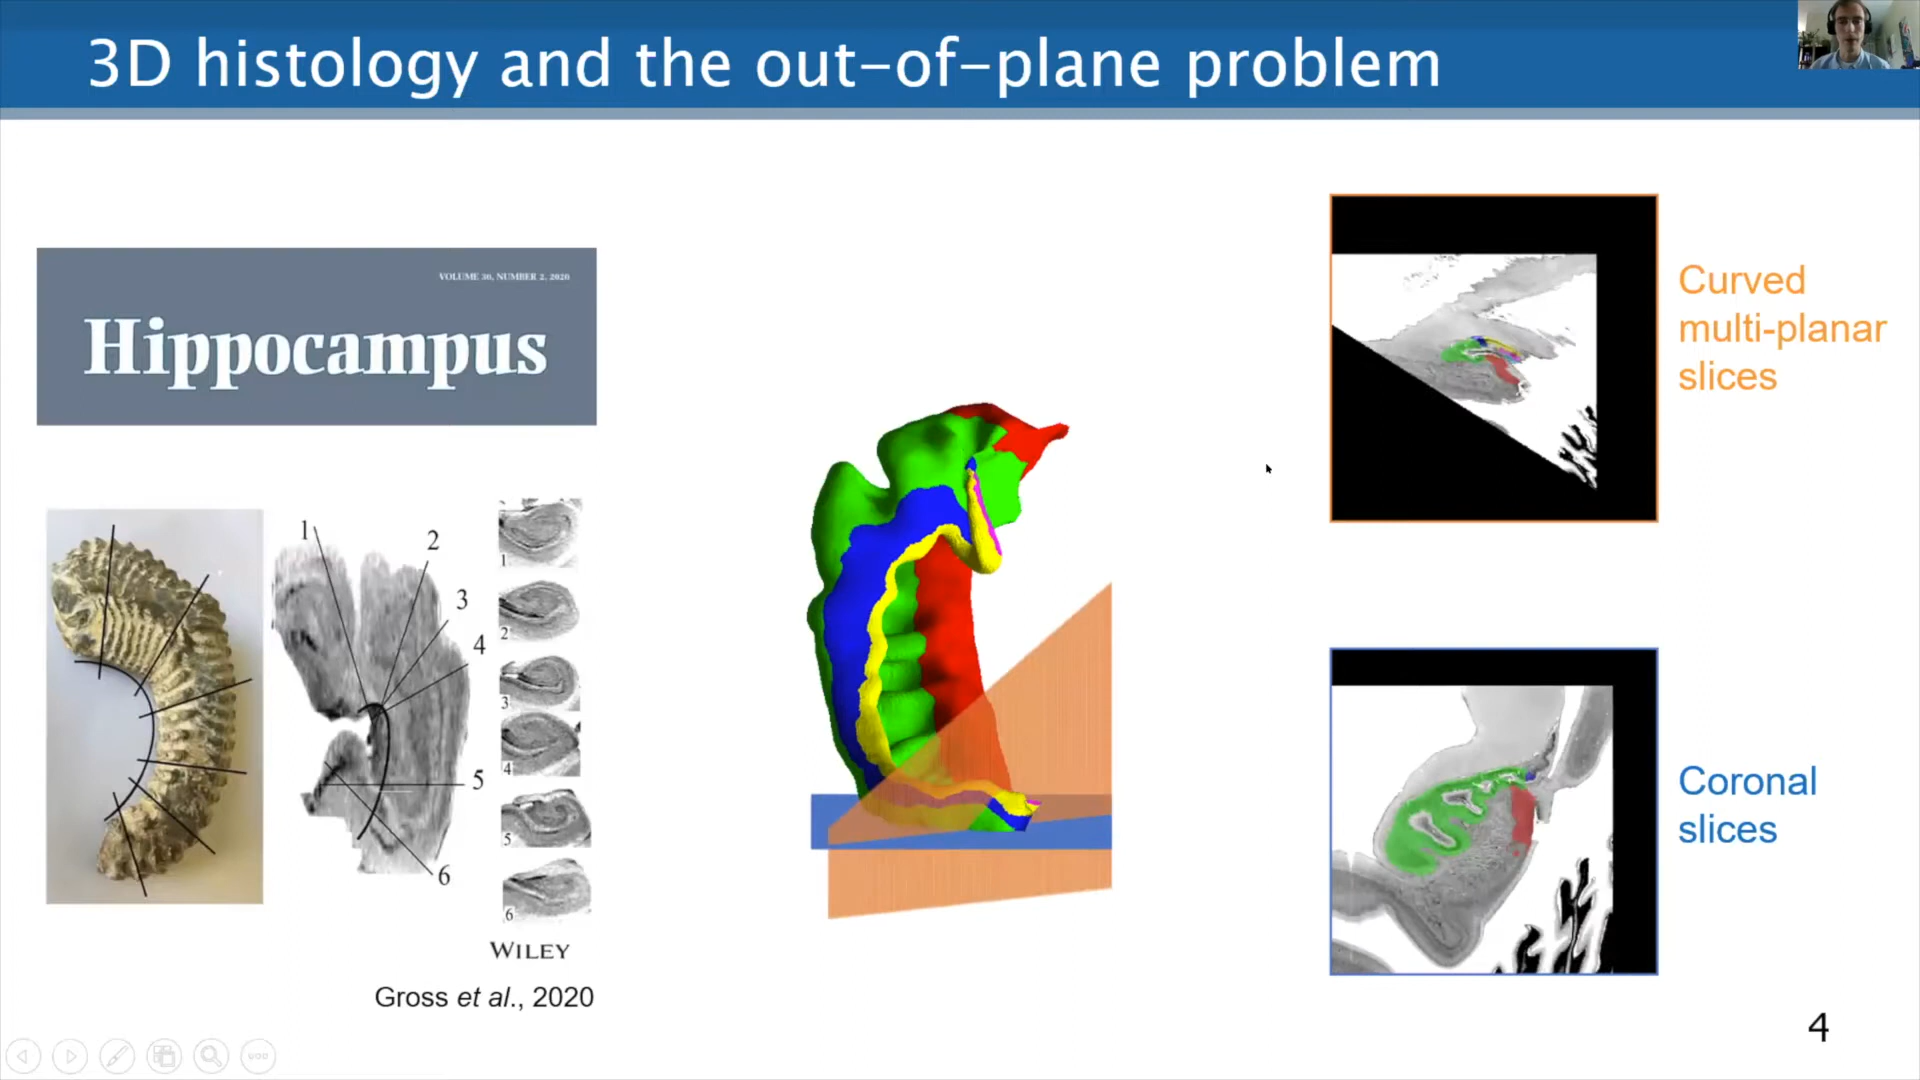 3D histology and the out-of-plane problem
VOLUME 30, NUMBER 2, 2020
Hippocampus
1
2
3
4
5
6
1
2
3
4
5
6
WILEY
Gross et al., 2020
Curved
multi-planar
slices
Coronal
slices
4